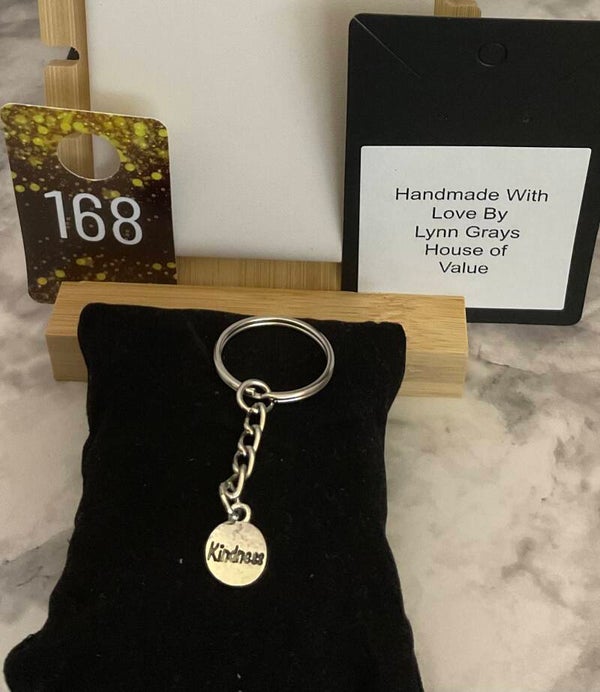 168
Handmade With
Love By
Lynn Grays
House of
Value
Kindness